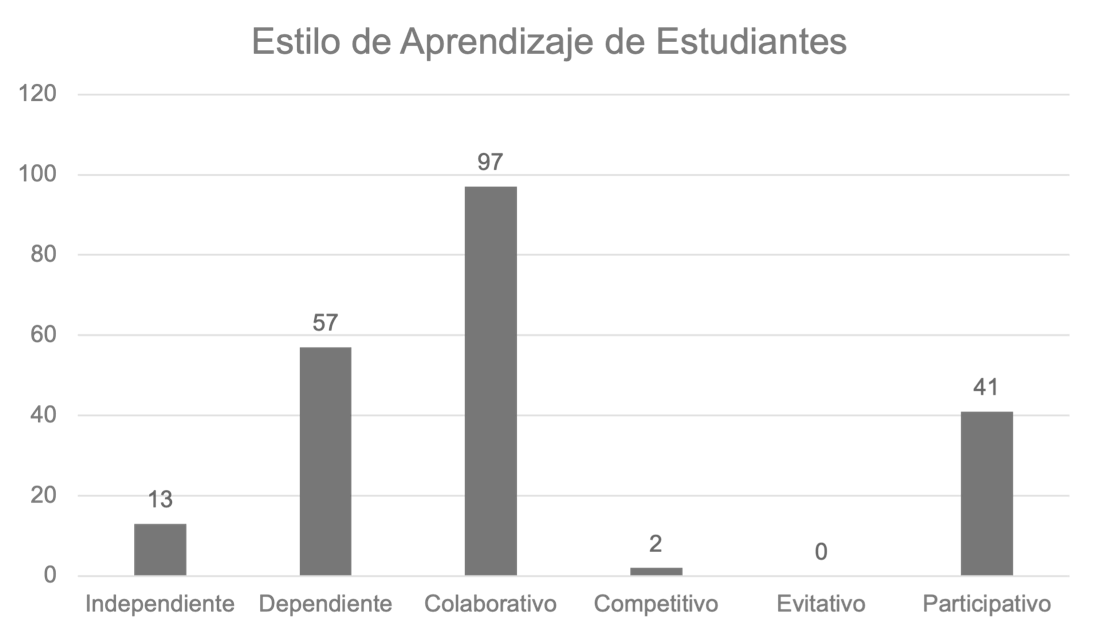 Estilo de Aprendizaje de Estudiantes
120
100
80
60
40
20
0
13
57
97
2
0
41
Independiente
Dependiente
Colaborativo
Competitivo
Evitativo
Participativo